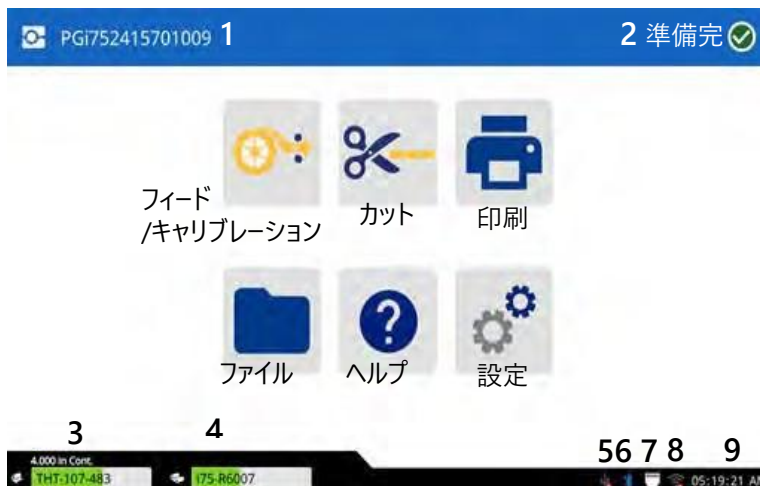 PGi752415701009 1
2 準備完
フィード
/キャリブレーション
カット
印刷
ファイル
ヘルプ
設定
3
4
56 7 8 9
4.000 in Cont.
THT-107-483
I75-R6007
05:19:21 AM